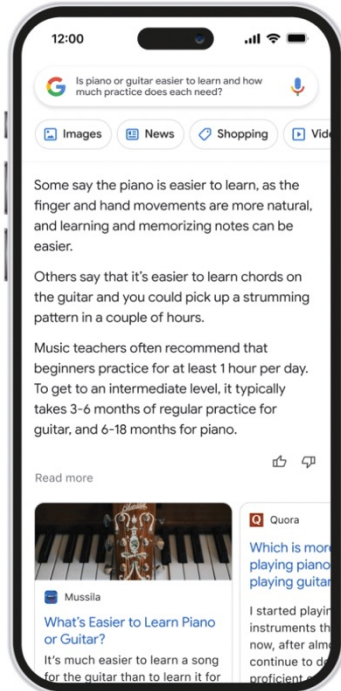 12:00
Is piano or guitar easier to learn and how
much practice does each need?
Images
News
Shopping
Some say the piano is easier to learn, as the
finger and hand movements are more natural,
and learning and memorizing notes can be
easier.
Others say that it's easier to learn chords on
the guitar and you could pick up a strumming
pattern in a couple of hours.
Music teachers often recommend that
beginners practice for at least 1 hour per day.
To get to an intermediate level, it typically
takes 3-6 months of regular practice for
guitar, and 6-18 months for piano.
Read more
Mussila
What's Easier to Learn Piano
or Guitar?
It's much easier to learn a song
for the guitar than to learn it for
Quora
Which is more
playing piano
playing guitar
I started playin
instruments th
now, after almo
continue to do
proficient